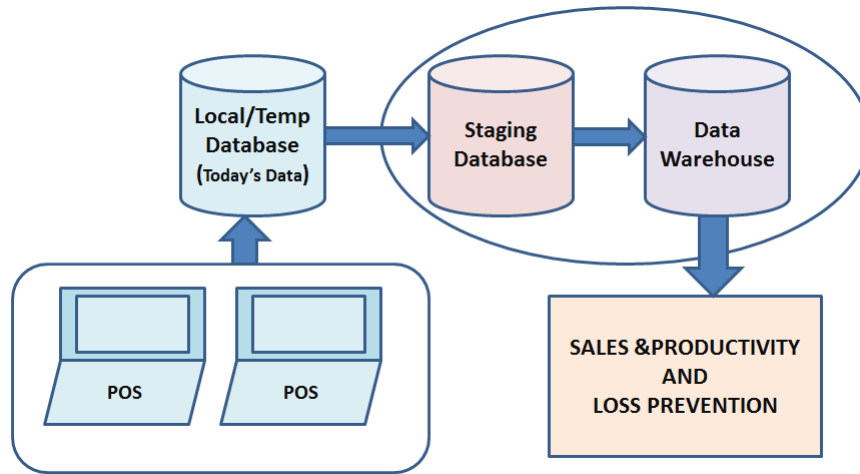 Local/Temp
Database
(Today's Data)
Staging
Database
Data
Warehouse
POS
POS
SALES &PRODUCTIVITY
AND
LOSS PREVENTION